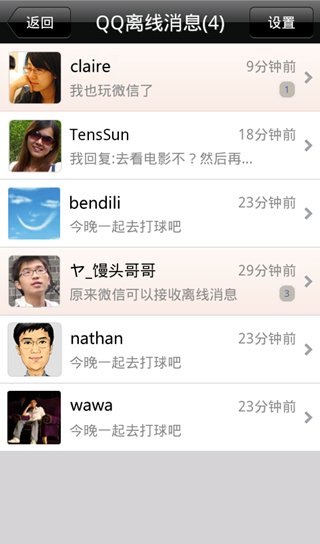 返回
QQ离线消息(4)
设置
claire
9分钟前
我也玩微信了
1
TensSun
18分钟前
我回复:去看电影不？然后再...
bendili
23分钟前
今晚一起去打球吧
ヤ_馒头哥哥
29分钟前
原来微信可以接收离线消息
3
nathan
23分钟前
今晚一起去打球吧
wawa
23分钟前
今晚一起去打球吧